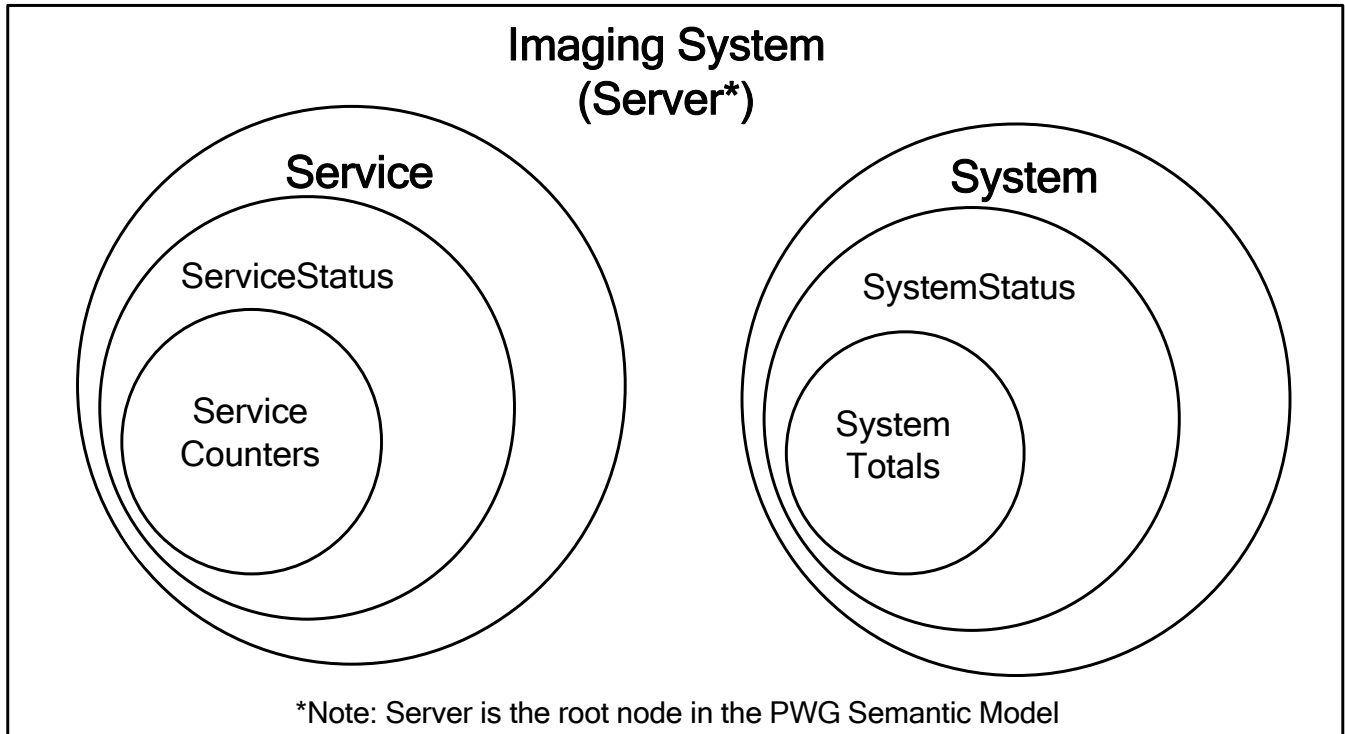 Imaging System
(Server*)
Service
ServiceStatus
Service
Counters
System
SystemStatus
System
Totals
*Note: Server is the root node in the PWG Semantic Model